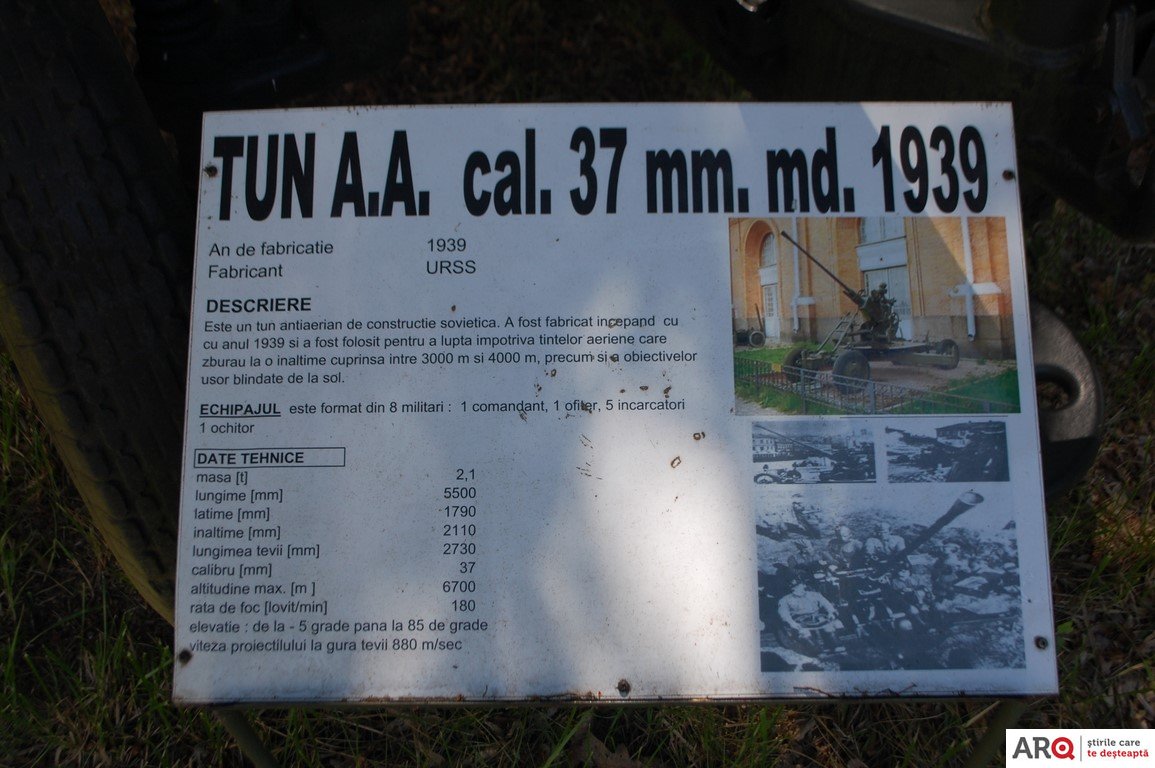 TUN A.A. cal. 37 mm. md. 1939
An de fabricatie 1939
Fabricant URSS
DESCRIERE
Este un tun antiaerian de constructie sovietica. A fost fabricat incepand cu
cu anul 1939 si a fost folosit pentru a lupta impotriva tintelor aeriene care
zburau la o inaltime cuprinsa intre 3000 m si 4000 m, precum si a obiectivelor
usor blindate de la sol.
ECHIPAJUL este format din 8 militari : 1 comandant, 1 ofiter, 5 incarcatori
1 ochitor
DATE TEHNICE
masa [t] 2,1
lungime [mm] 5500
latime [mm] 1790
inaltime [mm] 2110
lungimea tevii [mm] 2730
calibru [mm] 37
altitudine max. [m ] 6700
rata de foc [lovit/min] 180
elevatie : de la - 5 grade pana la 85 de grade
viteza proiectilului la gura tevii 880 m/sec
ARQ știrile care
te deșteaptă